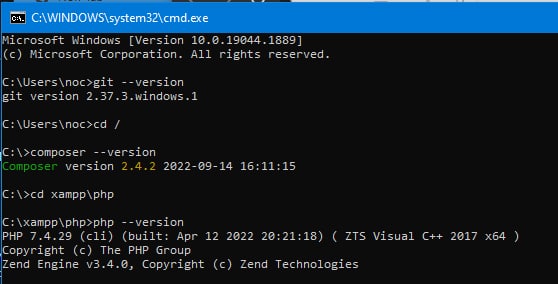 C:\WINDOWS\system32\cmd.exe
Microsoft Windows [Version 10.0.19044.1889]
(c) Microsoft Corporation. All rights reserved.
C:\Users\noc>git --version
git version 2.37.3.windows.1
C:\Users\noc>cd /
C:\>composer --version
Composer version 2.4.2 2022-09-14 16:11:15
C:\>cd xampp\php
C:\xampp\php>php --version
PHP 7.4.29 (cli) (built: Apr 12 2022 20:21:18) ( ZTS Visual C++ 2017 x64 )
Copyright (c) The PHP Group
Zend Engine v3.4.0, Copyright (c) Zend Technologies